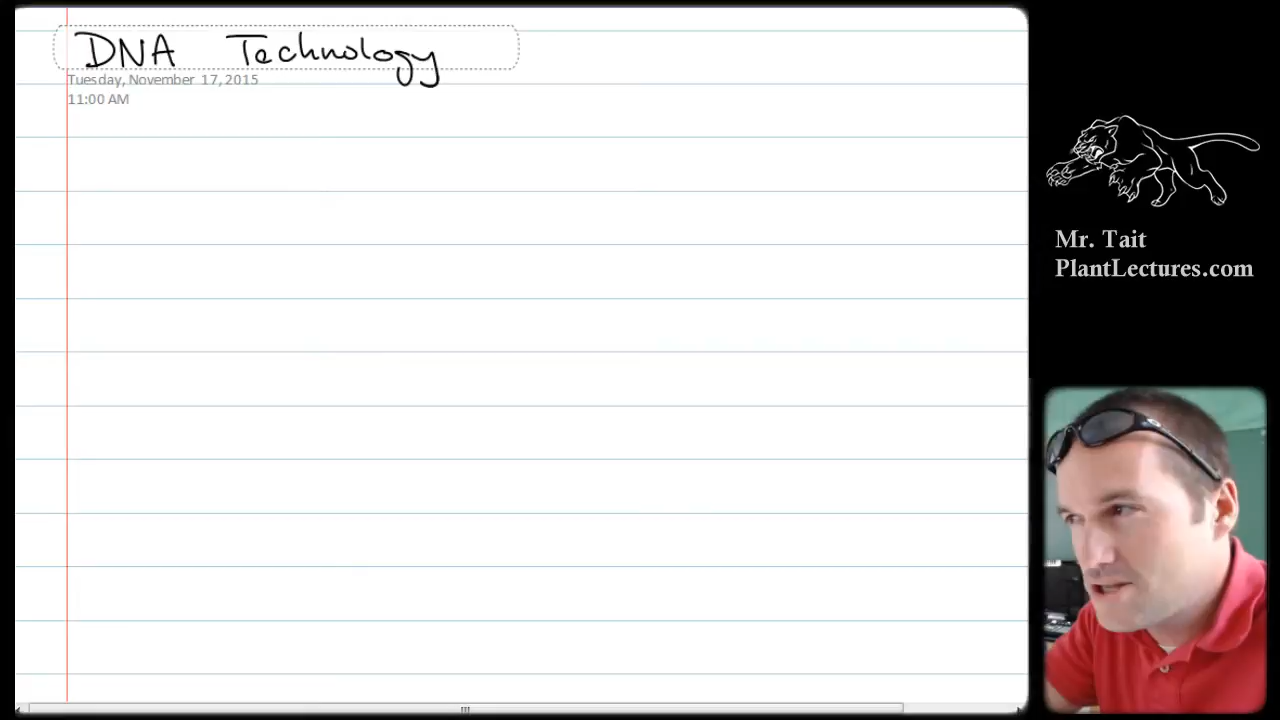 DNA Technology
Tuesday, November 17, 2015
11:00 AM
Mr. Tait
PlantLectures.com